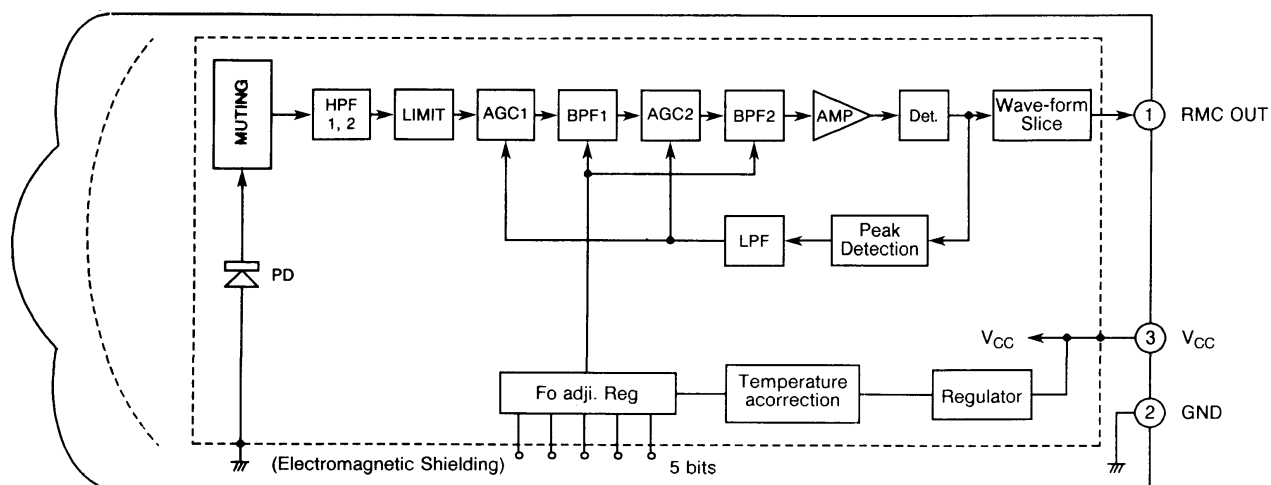 MUTING
HPF
1, 2
LIMIT
AGC1
BPF1
AGC2
BPF2
AMP
Det.
Wave-form
Slice
1
RMC OUT
LPF
Peak
Detection
PD
VCC
3
VCC
Fo adji. Reg
Temperature
acorrection
Regulator
2
GND
(Electromagnetic Shielding)
5 bits